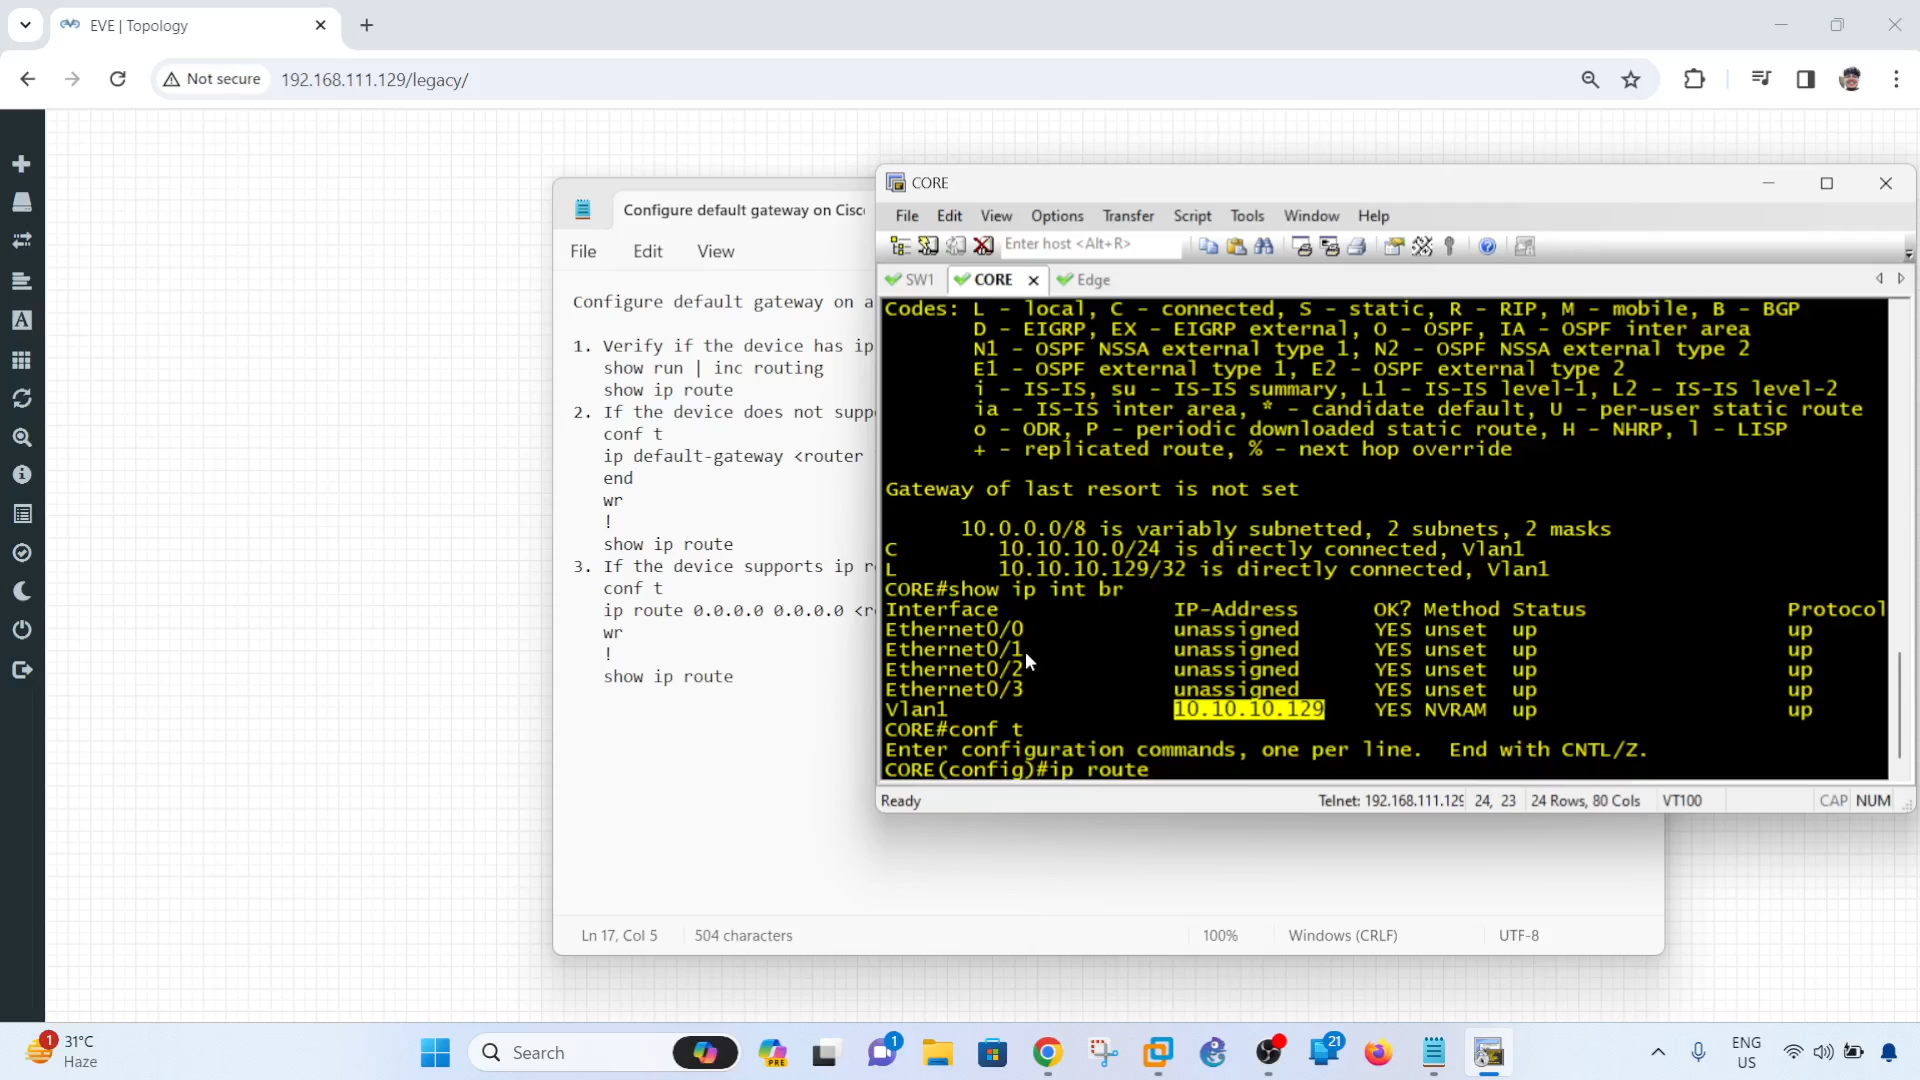 EVE | Topology
Not secure
192.168.111.129/legacy/
Configure default gateway on Cisc
File Edit View
Configure default gateway on a
1. Verify if the device has ip
show run | inc routing
show ip route
2. If the device does not supp
conf t
ip default-gateway <router
end
wr
!
show ip route
3. If the device supports ip r
conf t
ip route 0.0.0.0 0.0.0.0 <r
wr
!
show ip route
Ln 17, Col 5 504 characters 100% Windows (CRLF) UTF-8
CORE
File Edit View Options Transfer Script Tools Window Help
Enter host <Alt+R>
SW1 CORE Edge
Codes: L - local, C - connected, S - static, R - RIP, M - mobile, B - BGP
D - EIGRP, EX - EIGRP external, O - OSPF, IA - OSPF inter area
N1 - OSPF NSSA external type 1, N2 - OSPF NSSA external type 2
E1 - OSPF external type 1, E2 - OSPF external type 2
i - IS-IS, su - IS-IS summary, L1 - IS-IS level-1, L2 - IS-IS level-2
ia - IS-IS inter area, * - candidate default, U - per-user static route
o - ODR, P - periodic downloaded static route, H - NHRP, l - LISP
+ - replicated route, % - next hop override
Gateway of last resort is not set
10.0.0.0/8 is variably subnetted, 2 subnets, 2 masks
C 10.10.10.0/24 is directly connected, Vlan1
L 10.10.10.129/32 is directly connected, Vlan1
CORE#show ip int br
Interface IP-Address OK? Method Status Protocol
Ethernet0/0 unassigned YES unset up up
Ethernet0/1 unassigned YES unset up up
Ethernet0/2 unassigned YES unset up up
Ethernet0/3 unassigned YES unset up up
Vlan1 10.10.10.129 YES NVRAM up up
CORE#conf t
Enter configuration commands, one per line. End with CNTL/Z.
CORE(config)#ip route
Ready Telnet: 192.168.111.129 24, 23 24 Rows, 80 Cols VT100 CAP NUM
1
31°C
Haze
Search
PRE
1
21
ENG
US